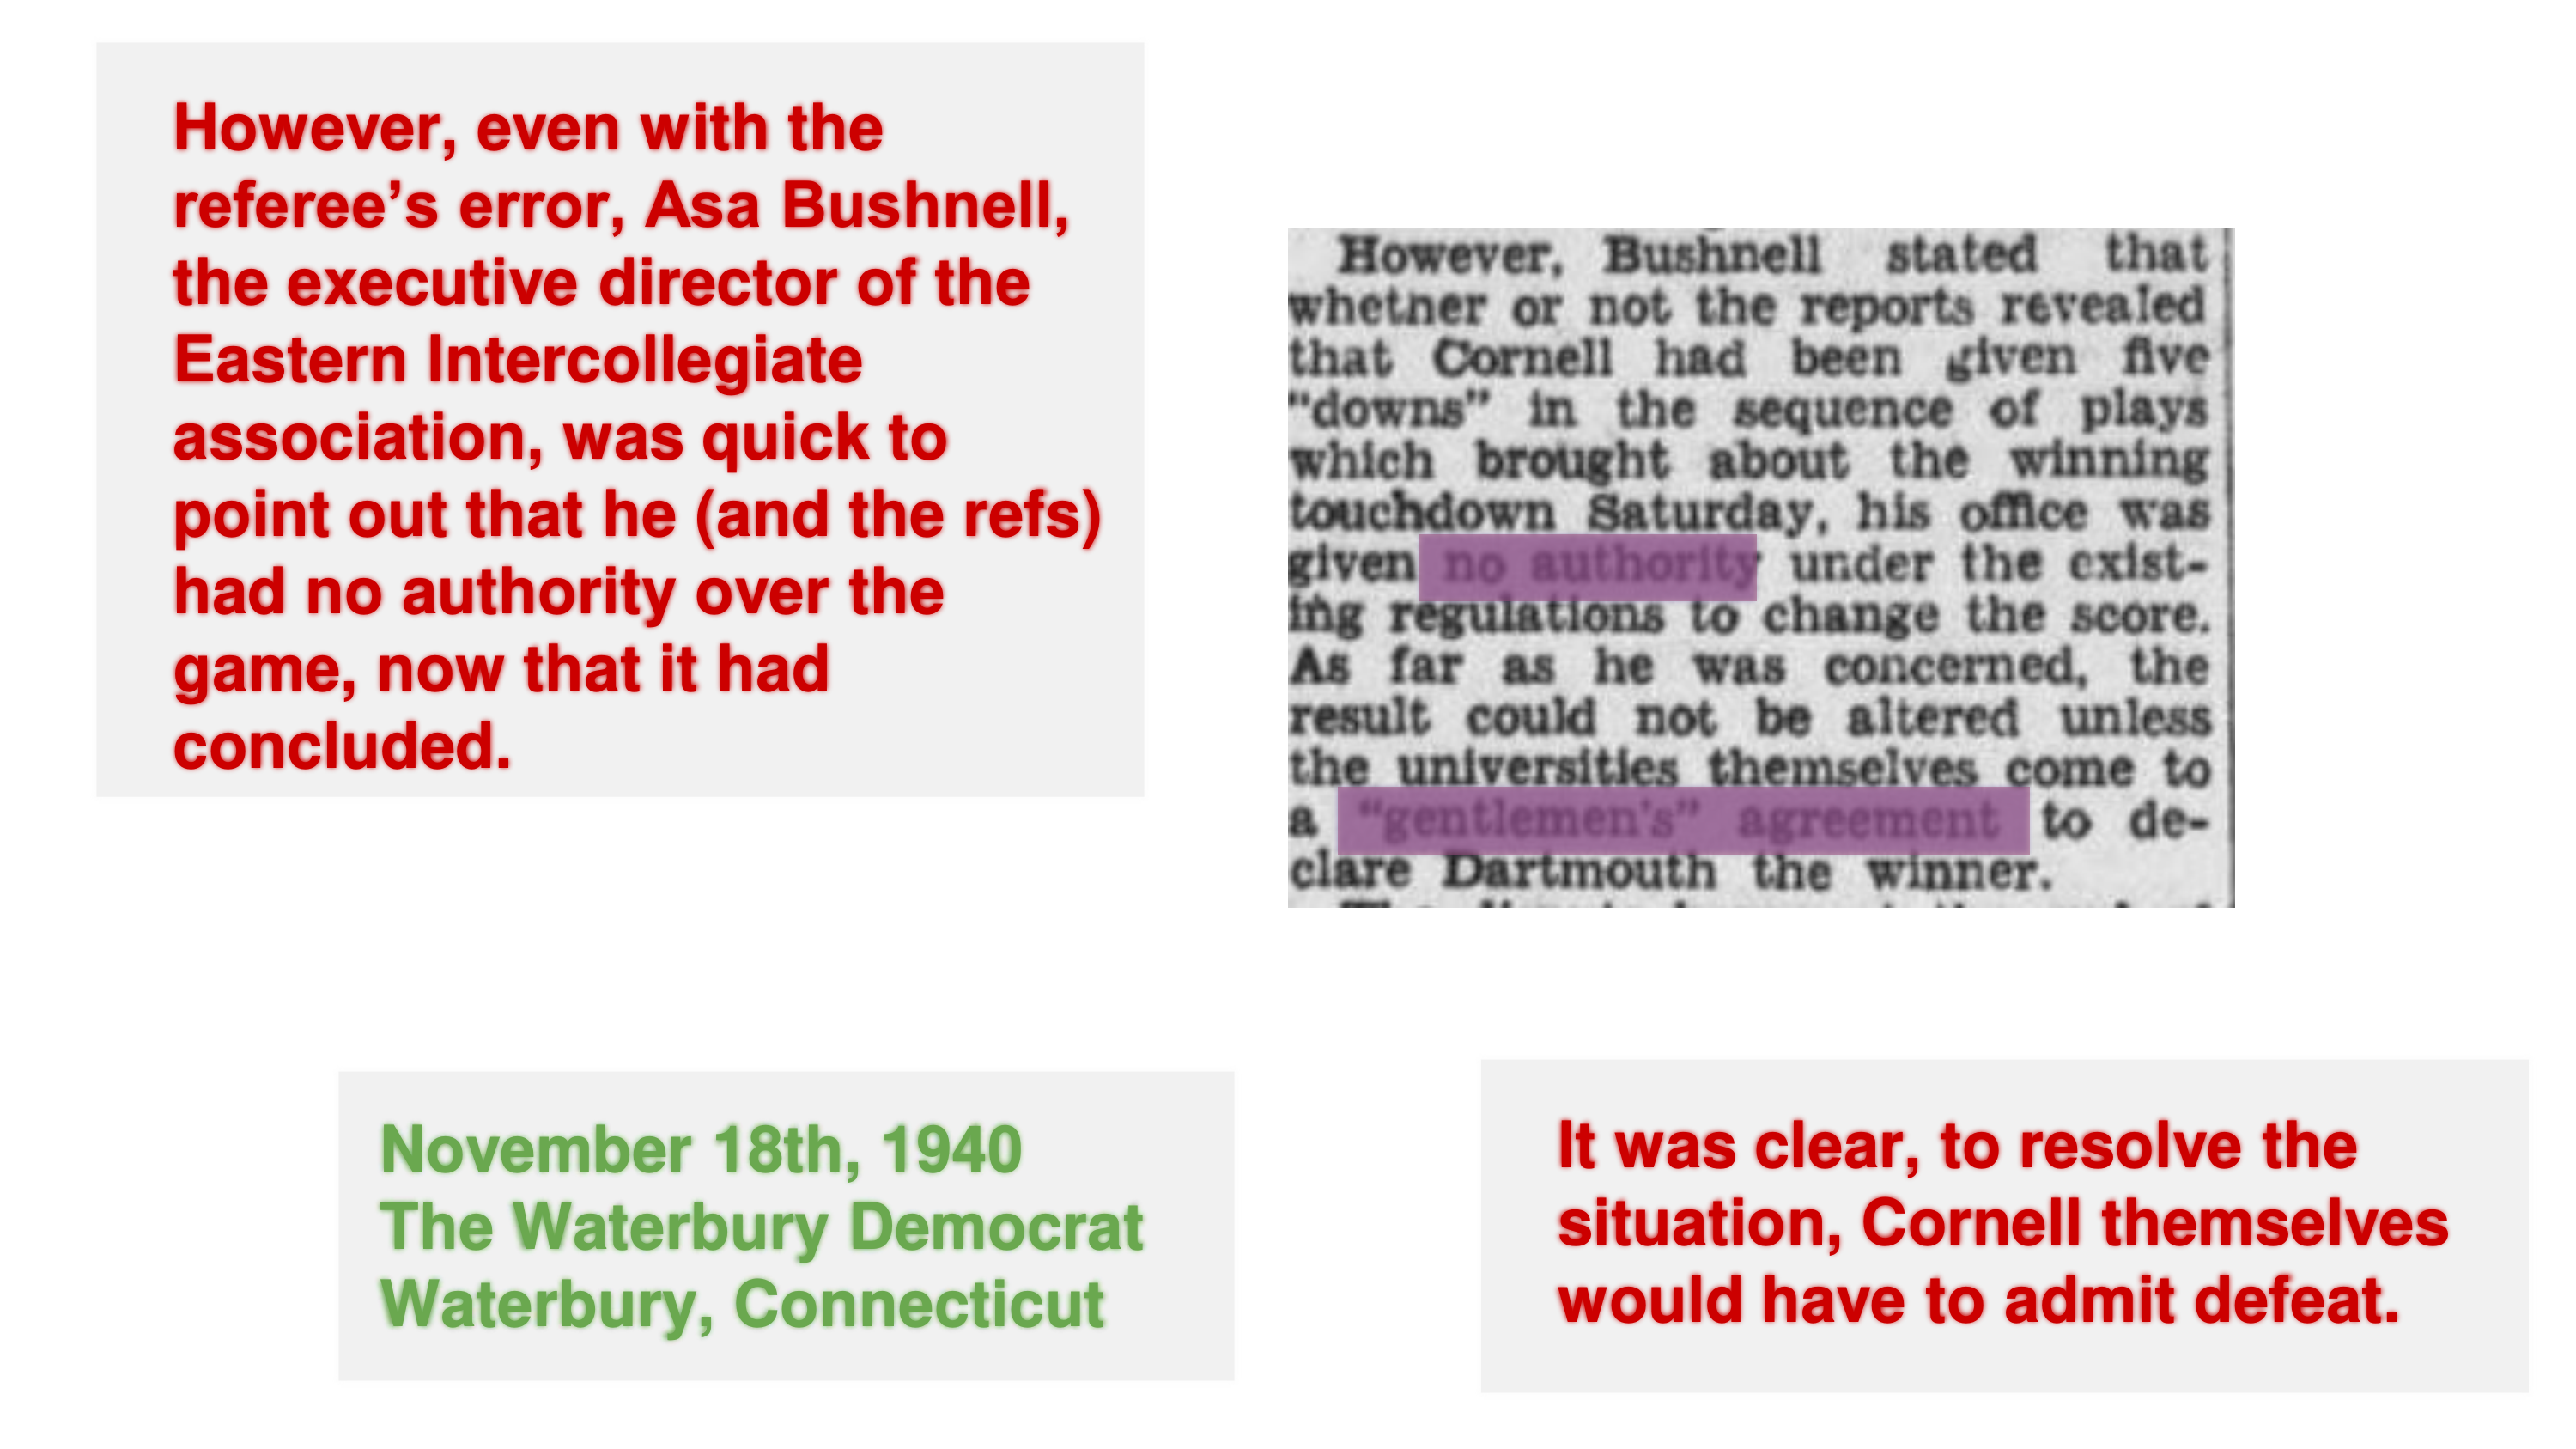 However, even with the
referee’s error, Asa Bushnell,
the executive director of the
Eastern Intercollegiate
association, was quick to
point out that he (and the refs)
had no authority over the
game, now that it had
concluded.
However, Bushnell stated that
whether or not the reports revealed
that Cornell had been given five
"downs" in the sequence of plays
which brought about the winning
touchdown Saturday, his office was
given no authority under the exist-
ing regulations to change the score.
As far as he was concerned, the
result could not be altered unless
the universities themselves come to
a "gentlemen's" agreement to de-
clare Dartmouth the winner.
November 18th, 1940
The Waterbury Democrat
Waterbury, Connecticut
It was clear, to resolve the
situation, Cornell themselves
would have to admit defeat.